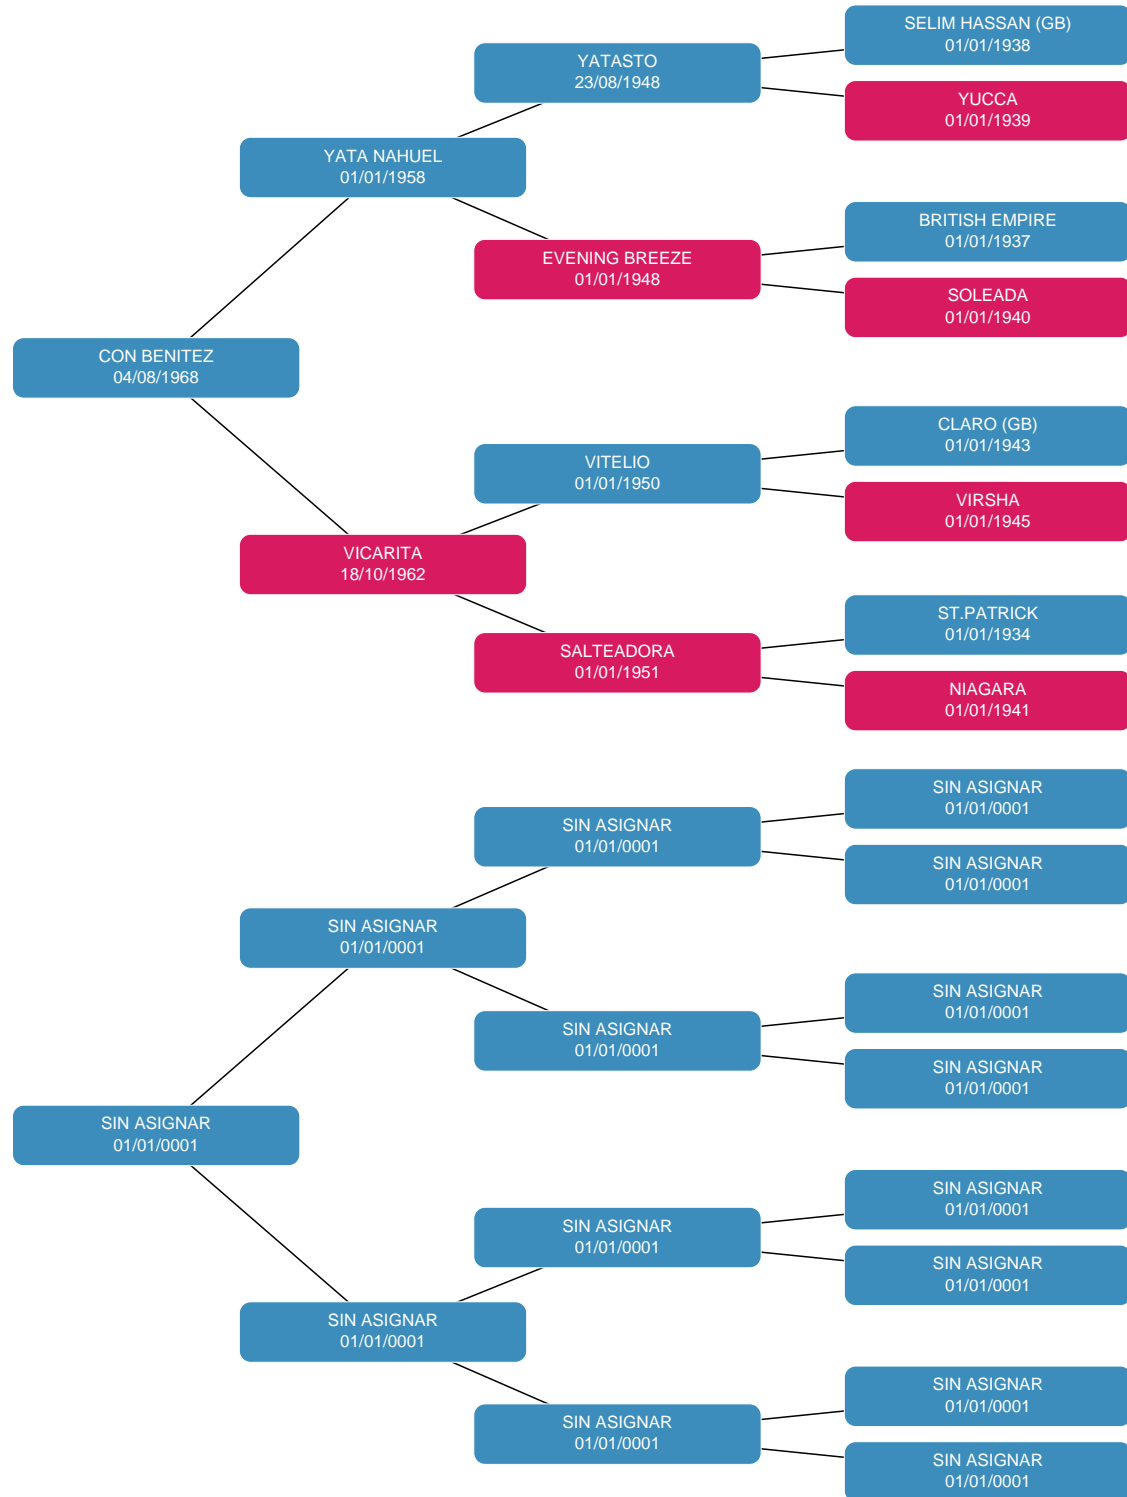 SELIM HASSAN (GB)
01/01/1938
YATASTO
23/08/1948
YUCCA
01/01/1939
YATA NAHUEL
01/01/1958
BRITISH EMPIRE
01/01/1937
EVENING BREEZE
01/01/1948
SOLEADA
01/01/1940
CON BENITEZ
04/08/1968
CLARO (GB)
01/01/1943
VITELIO
01/01/1950
VIRSHA
01/01/1945
VICARITA
18/10/1962
ST.PATRICK
01/01/1934
SALTEADORA
01/01/1951
NIAGARA
01/01/1941
SIN ASIGNAR
01/01/0001
SIN ASIGNAR
01/01/0001
SIN ASIGNAR
01/01/0001
SIN ASIGNAR
01/01/0001
SIN ASIGNAR
01/01/0001
SIN ASIGNAR
01/01/0001
SIN ASIGNAR
01/01/0001
SIN ASIGNAR
01/01/0001
SIN ASIGNAR
01/01/0001
SIN ASIGNAR
01/01/0001
SIN ASIGNAR
01/01/0001
SIN ASIGNAR
01/01/0001
SIN ASIGNAR
01/01/0001
SIN ASIGNAR
01/01/0001
SIN ASIGNAR
01/01/0001